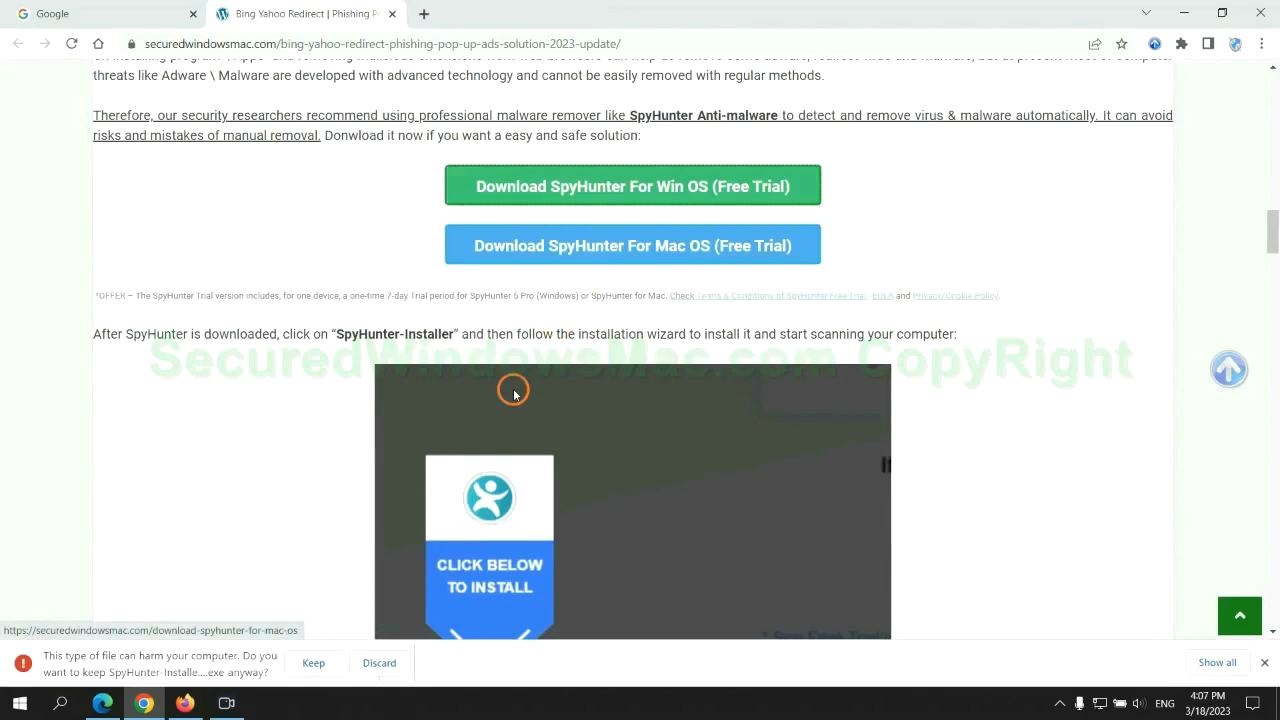 Google
Bing Yahoo Redirect | Phishing P
securedwindowsmac.com/bing-yahoo-redirect-phishing-pop-up-ads-solution-2023-update/
threats like Adware \ Malware are developed with advanced technology and cannot be easily removed with regular methods.
Therefore, our security researchers recommend using professional malware remover like SpyHunter Anti-malware to detect and remove virus & malware automatically. It can avoid
risks and mistakes of manual removal. Donwload it now if you want a easy and safe solution:
Download SpyHunter For Win OS (Free Trial)
Download SpyHunter For Mac OS (Free Trial)
*OFFER – The SpyHunter Trial version includes, for one device, a one-time 7-day Trial period for SpyHunter 5 Pro (Windows) or SpyHunter for Mac. Check Terms & Conditions of SpyHunter Free Trial, EULA and Privacy/Cookie Policy.
After SpyHunter is downloaded, click on “SpyHunter-Installer” and then follow the installation wizard to install it and start scanning your computer:
SecuredWindowsMac.com CopyRight
CLICK BELOW
TO INSTALL
https://securedwindowsmac.com/download-spyhunter-for-mac-os
This type of file can harm your computer. Do you
want to keep SpyHunter-Installe....exe anyway?
Keep
Discard
Show all
ENG
4:07 PM
3/18/2023